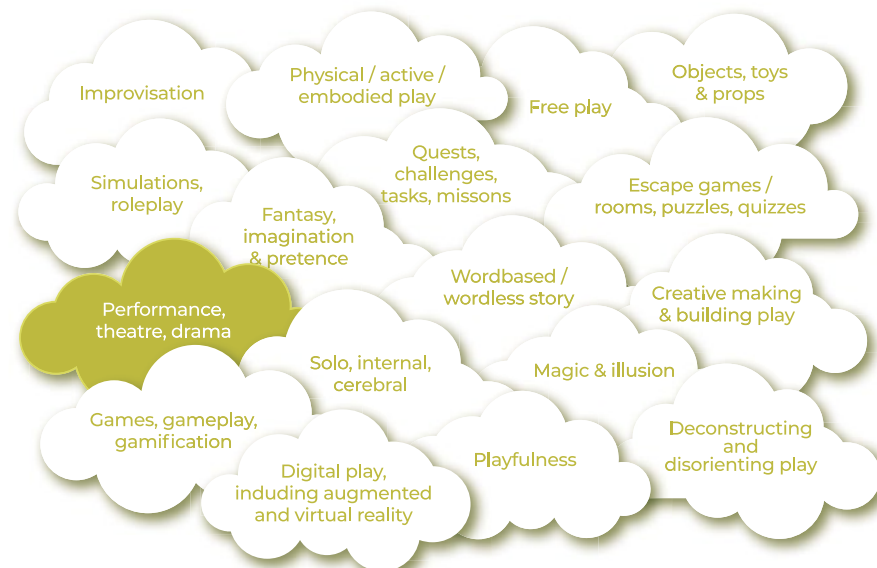 Improvisation
Physical / active /
embodied play
Free play
Objects, toys
& props
Simulations,
roleplay
Quests,
challenges,
tasks, missons
Escape games /
rooms, puzzles, quizzes
Fantasy,
imagination
& pretence
Wordbased /
wordless story
Creative making
& building play
Performance,
theatre, drama
Solo, internal,
cerebral
Magic & illusion
Games, gameplay,
gamification
Deconstructing
and
disorienting play
Digital play,
induding augmented
and virtual reality
Playfulness